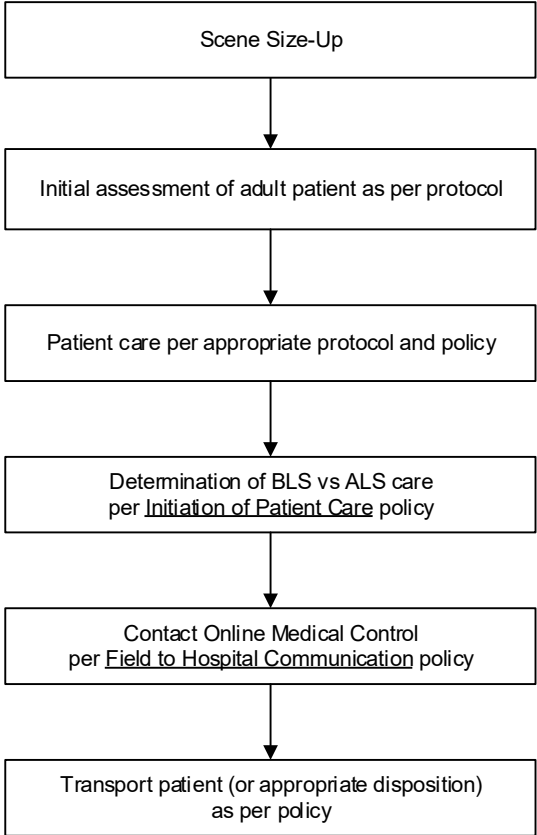 Scene Size-Up
Initial assessment of adult patient as per protocol
Patient care per appropriate protocol and policy
Determination of BLS vs ALS care
per Initiation of Patient Care policy
Contact Online Medical Control
per Field to Hospital Communication policy
Transport patient (or appropriate disposition)
as per policy